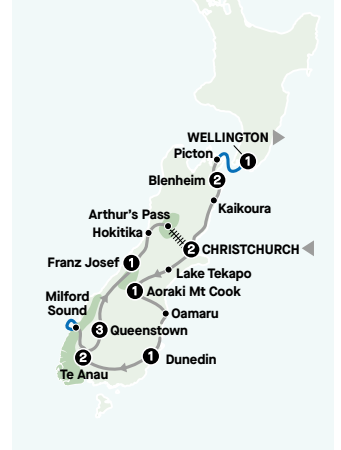 WELLINGTON 1
Picton
Blenheim 2
Kaikoura
Arthur's Pass
Hokitika
2 CHRISTCHURCH
Franz Josef 1
Lake Tekapo
1 Aoraki Mt Cook
Milford
Sound
Oamaru
3 Queenstown
2
1 Dunedin
Te Anau